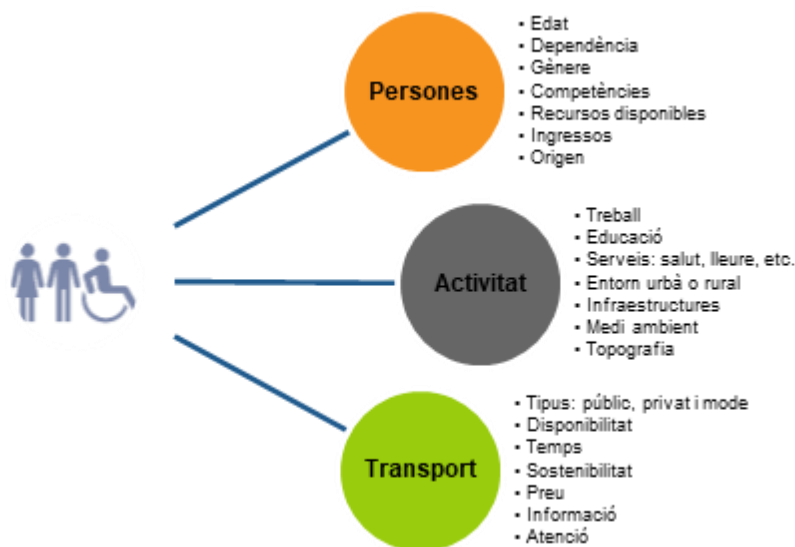 Persones
▪ Edat
▪ Dependència
▪ Gènere
▪ Competències
▪ Recursos disponibles
▪ Ingressos
▪ Origen
Activitat
▪ Treball
▪ Educació
▪ Serveis: salut, lleure, etc.
▪ Entorn urbà o rural
▪ Infraestructures
▪ Medi ambient
▪ Topografia
Transport
▪ Tipus: públic, privat i mode
▪ Disponibilitat
▪ Temps
▪ Sostenibilitat
▪ Preu
▪ Informació
▪ Atenció